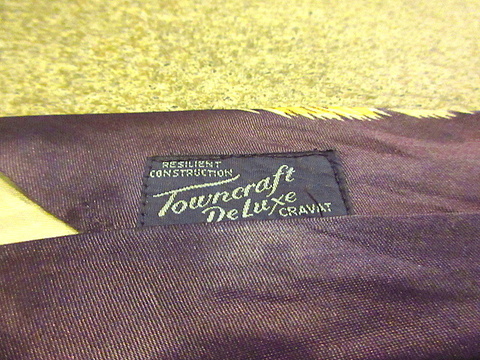 RESILIENT
CONSTRUCTION
Towncraft
DeLuxe
CRAVAT